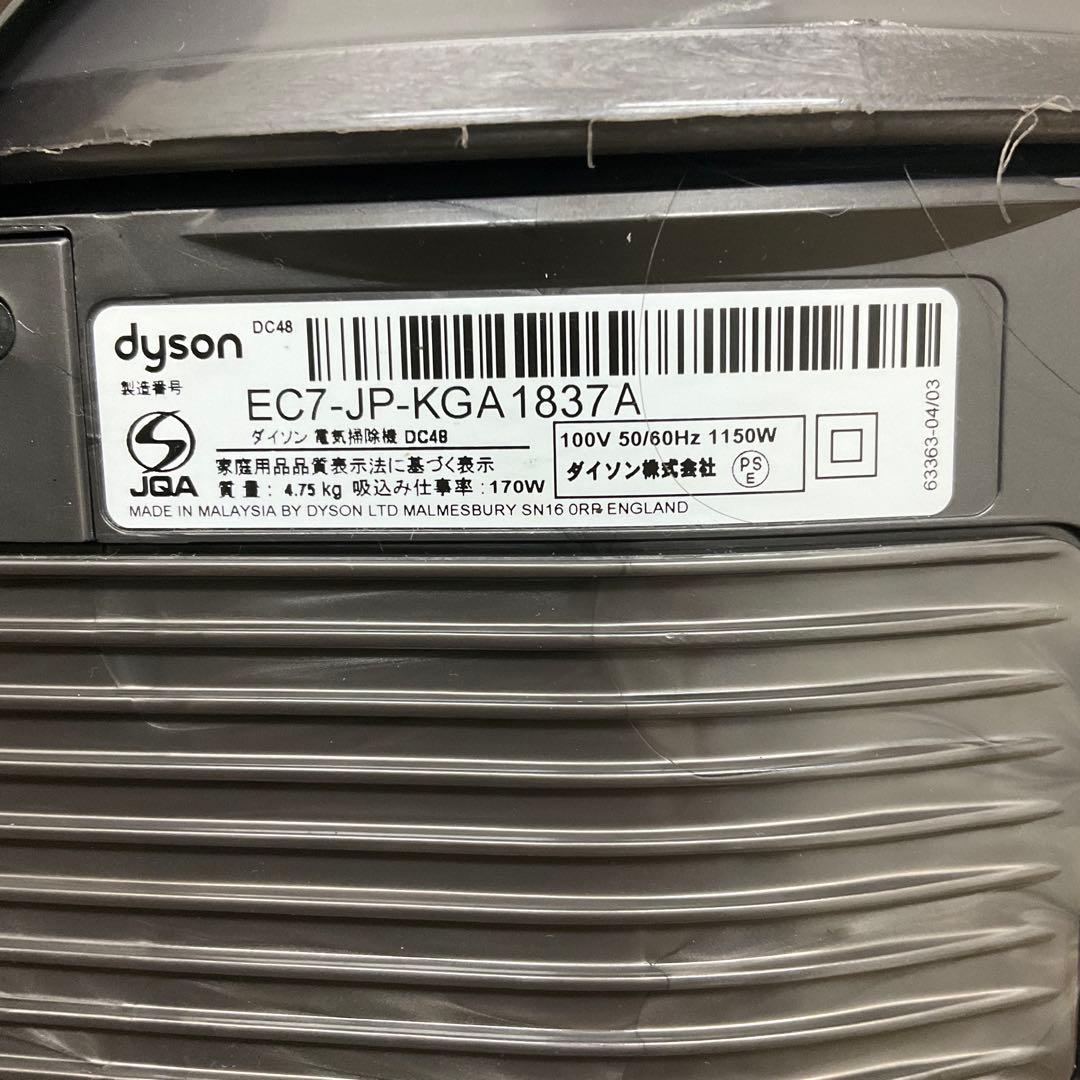 dyson DC48
製造番号
EC7-JP-KGA1837A
ダイソン 電気掃除機 DC48
家庭用品品質表示法に基づく表示
質量: 4.75 kg 吸込み仕事率:170W
JQA
100V 50/60Hz 1150W
ダイソン株式会社 PSE
MADE IN MALAYSIA BY DYSON LTD MALMESBURY SN16 0RP ENGLAND
63363-04/03